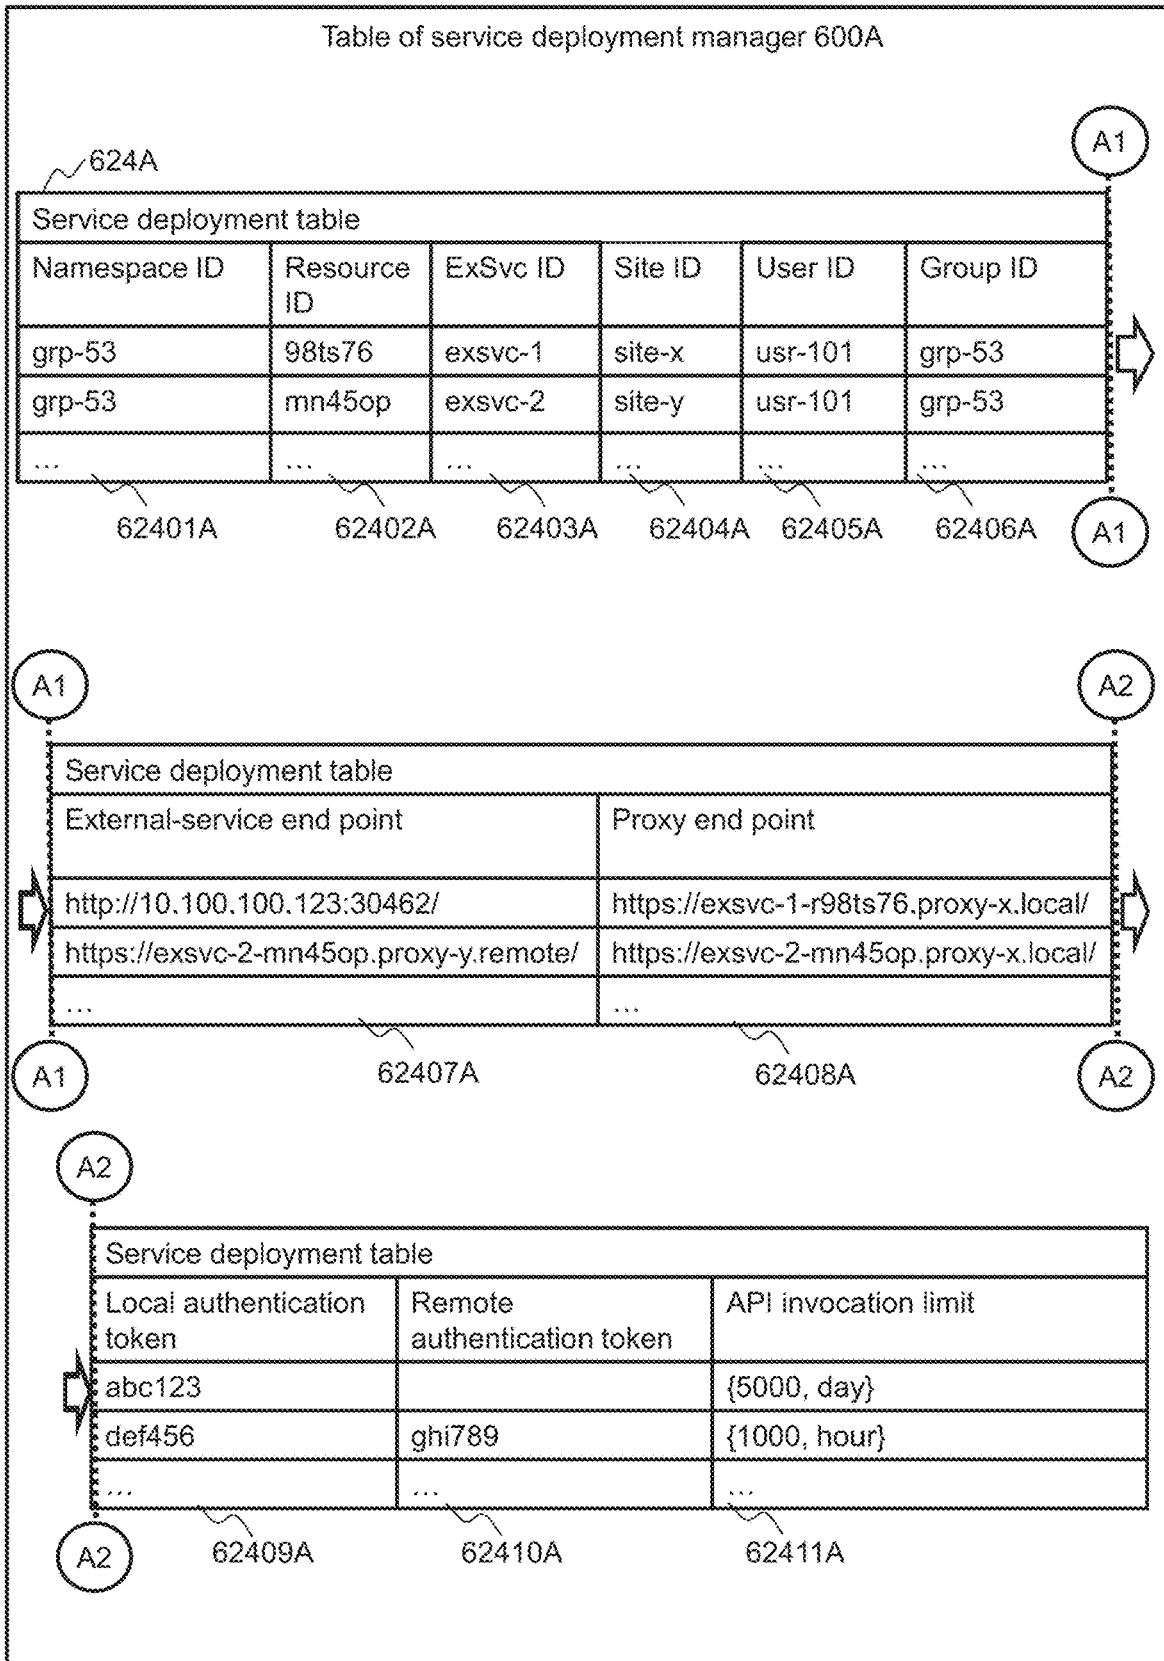 Table of service deployment manager 600A
A1
624A
Service deployment table
Namespace ID Resource ID ExSvc ID Site ID User ID Group ID
grp-53 98ts76 exsvc-1 site-x usr-101 grp-53
grp-53 mn45op exsvc-2 site-y usr-101 grp-53
... ... ... ... ... ...
62401A 62402A 62403A 62404A 62405A 62406A
A1
A1 A2
Service deployment table
External-service end point Proxy end point
http://10.100.100.123:30462/ https://exsvc-1-r98ts76.proxy-x.local/
https://exsvc-2-mn45op.proxy-y.remote/ https://exsvc-2-mn45op.proxy-x.local/
... ...
62407A 62408A
A1 A2
A2
Service deployment table
Local authentication token Remote authentication token API invocation limit
abc123 {5000, day}
def456 ghi789 {1000, hour}
... ... ...
62409A 62410A 62411A
A2